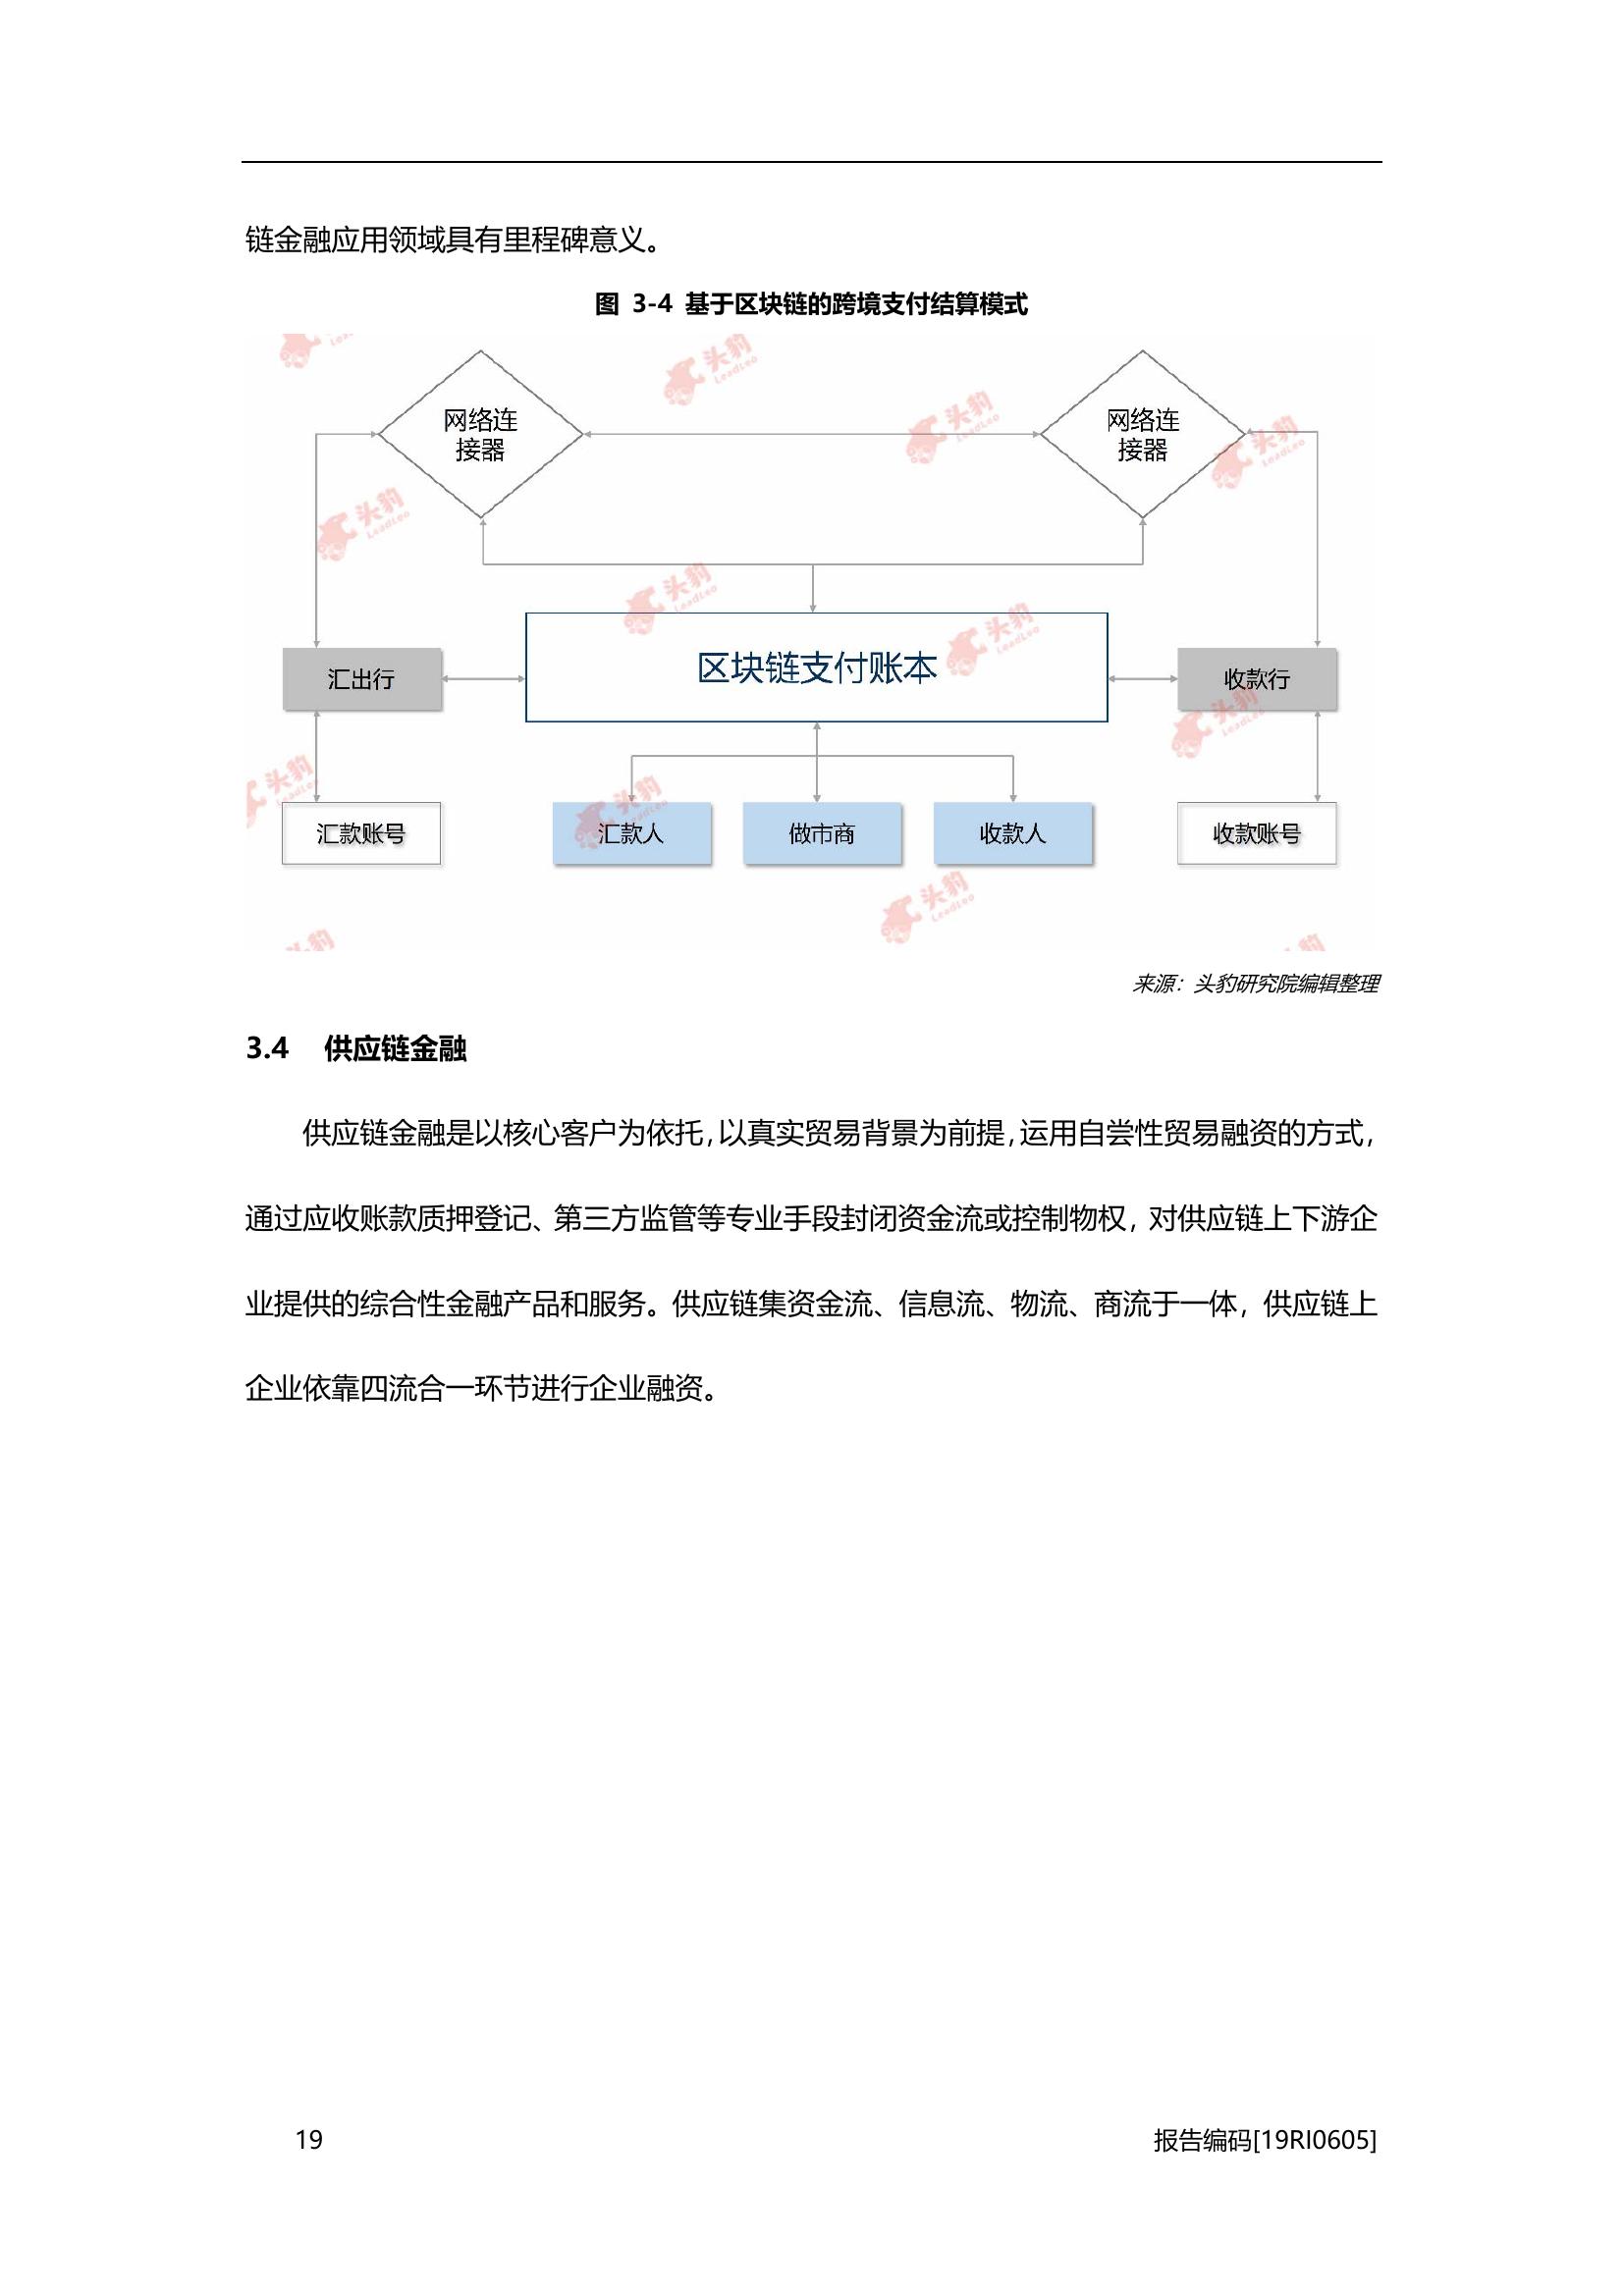 链金融应用领域具有里程碑意义。
图 3-4 基于区块链的跨境支付结算模式
网络连
接器
网络连
接器
区块链支付账本
汇出行
收款行
汇款账号
汇款人
做市商
收款人
收款账号
头豹
LeadLeo
来源：头豹研究院编辑整理
3.4 供应链金融
供应链金融是以核心客户为依托，以真实贸易背景为前提，运用自尝性贸易融资的方式，
通过应收账款质押登记、第三方监管等专业手段封闭资金流或控制物权，对供应链上下游企
业提供的综合性金融产品和服务。供应链集资金流、信息流、物流、商流于一体，供应链上
企业依靠四流合一环节进行企业融资。
19
报告编码[19RI0605]